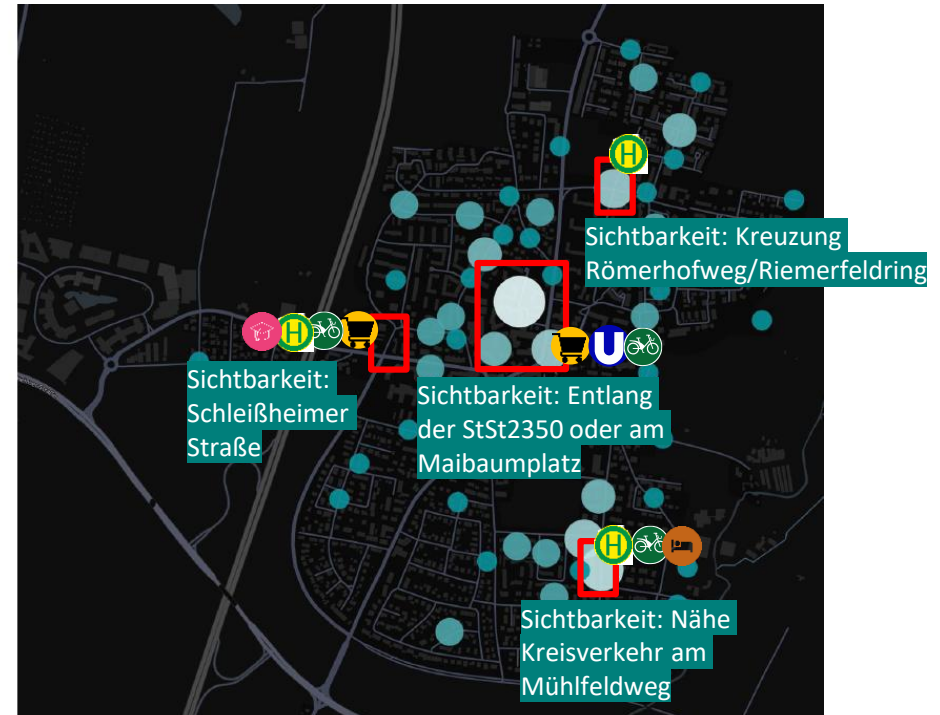 H
Sichtbarkeit: Kreuzung
Römerhofweg/Riemerfeldring
H
U
Sichtbarkeit:
Schleißheimer
Straße
Sichtbarkeit: Entlang
der StSt2350 oder am
Maibaumplatz
H
Sichtbarkeit: Nähe
Kreisverkehr am
Mühlfeldweg